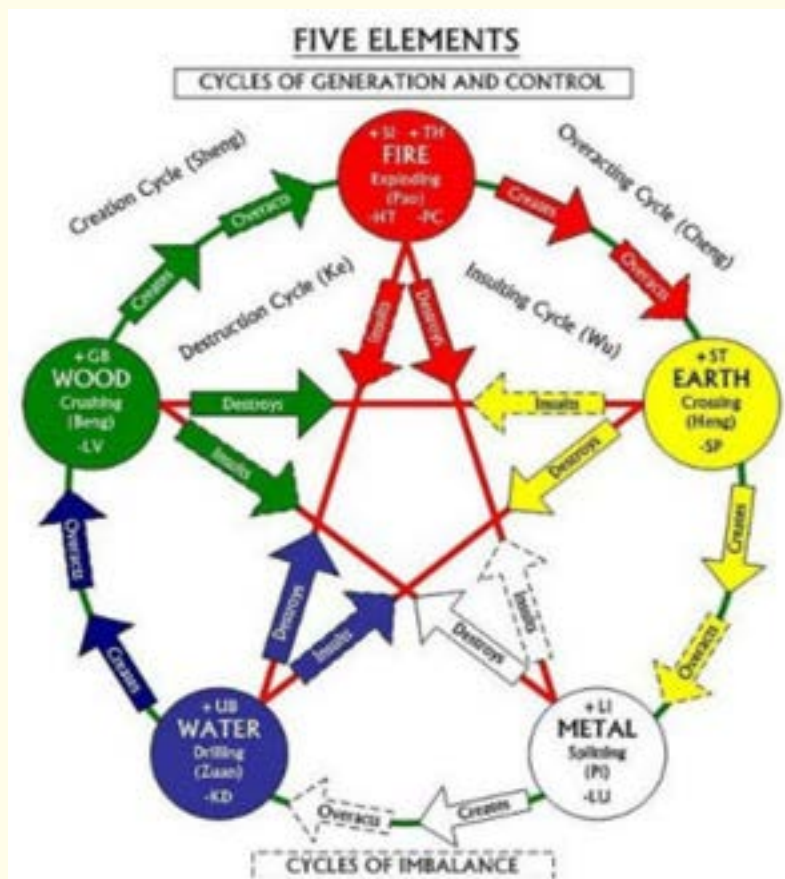 FIVE ELEMENTS
CYCLES OF GENERATION AND CONTROL
Creation Cycle (Sheng)
Overacting Cycle (Cheng)
Destruction Cycle (Ke)
Insulting Cycle (Wu)
+SI +TH
FIRE
Exploding
(Pao)
-HT -PC
Creates
Overacts
Insults
Destroys
+ST
EARTH
Crossing
(Heng)
-SP
Insults
Destroys
Creates
Overacts
+LI
METAL
Splitting
(Pi)
-LU
Insults
Destroys
Creates
Overacts
+UB
WATER
Drilling
(Zuan)
-KD
Destroys
Insults
Creates
Overacts
+GB
WOOD
Crushing
(Beng)
-LV
Creates
Overacts
Destroys
Insults
CYCLES OF IMBALANCE